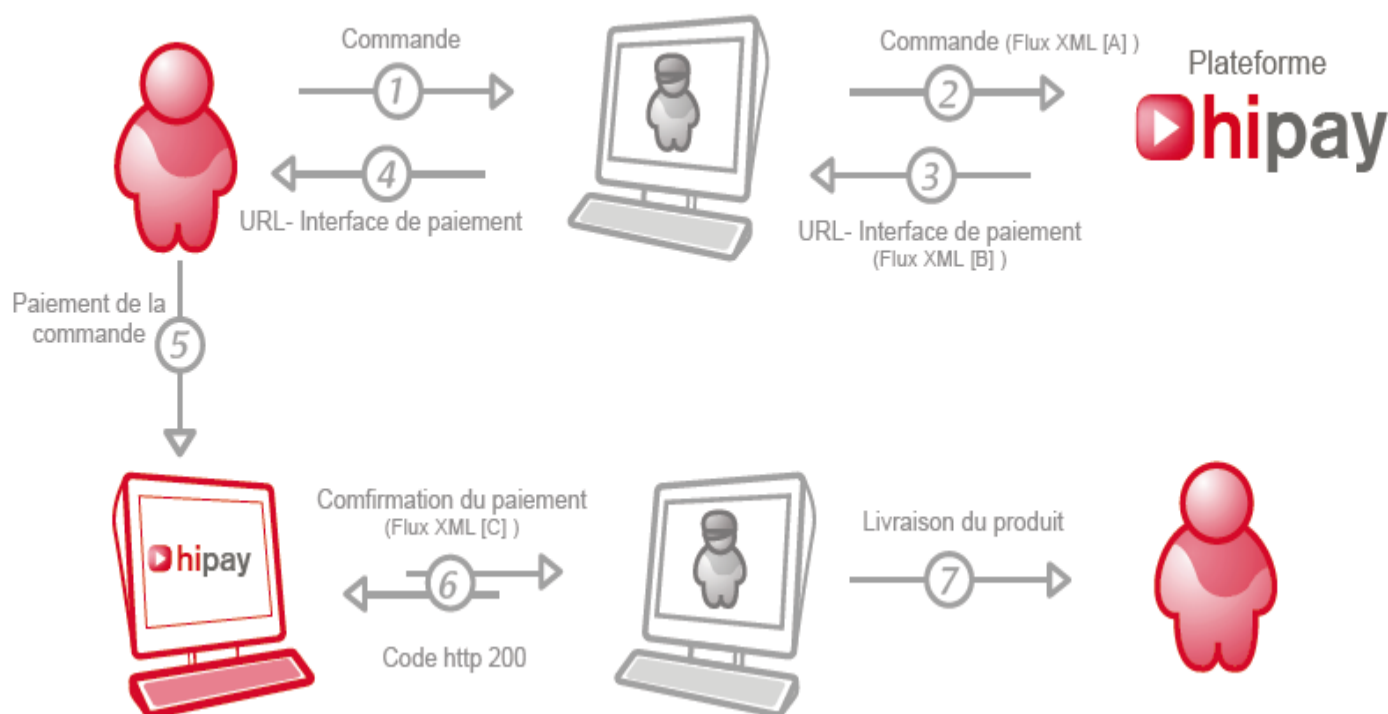 Commande
1
Commande (Flux XML [A] )
2
Plateforme
hipay
4
URL- Interface de paiement
3
URL- Interface de paiement
(Flux XML [B] )
Paiement de la
commande
5
hipay
Comfirmation du paiement
(Flux XML [C] )
6
Code http 200
Livraison du produit
7